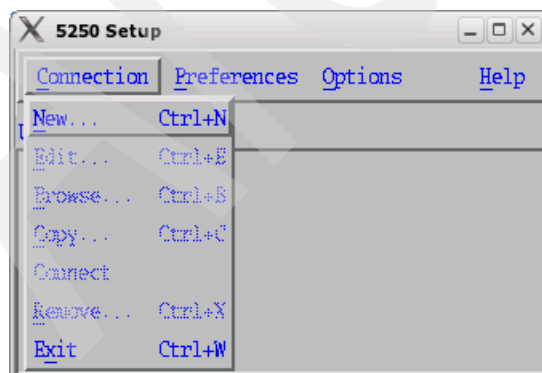 5250 Setup
Connection Preferences Options Help
New... Ctrl+N
Edit... Ctrl+E
Browse... Ctrl+B
Copy... Ctrl+C
Connect
Remove... Ctrl+X
Exit Ctrl+W